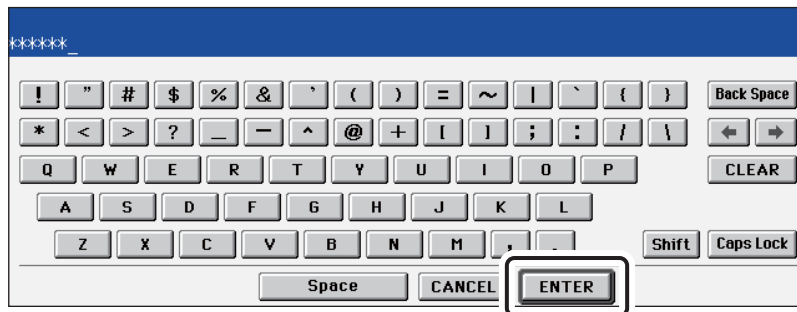 ******_
! " # $ % & ' ( ) = ~ | ` { } Back Space
* < > ? _ - ^ @ + [ ] ; : / \ ← →
Q W E R T Y U I O P CLEAR
A S D F G H J K L
Z X C V B N M , . Shift Caps Lock
Space CANCEL ENTER